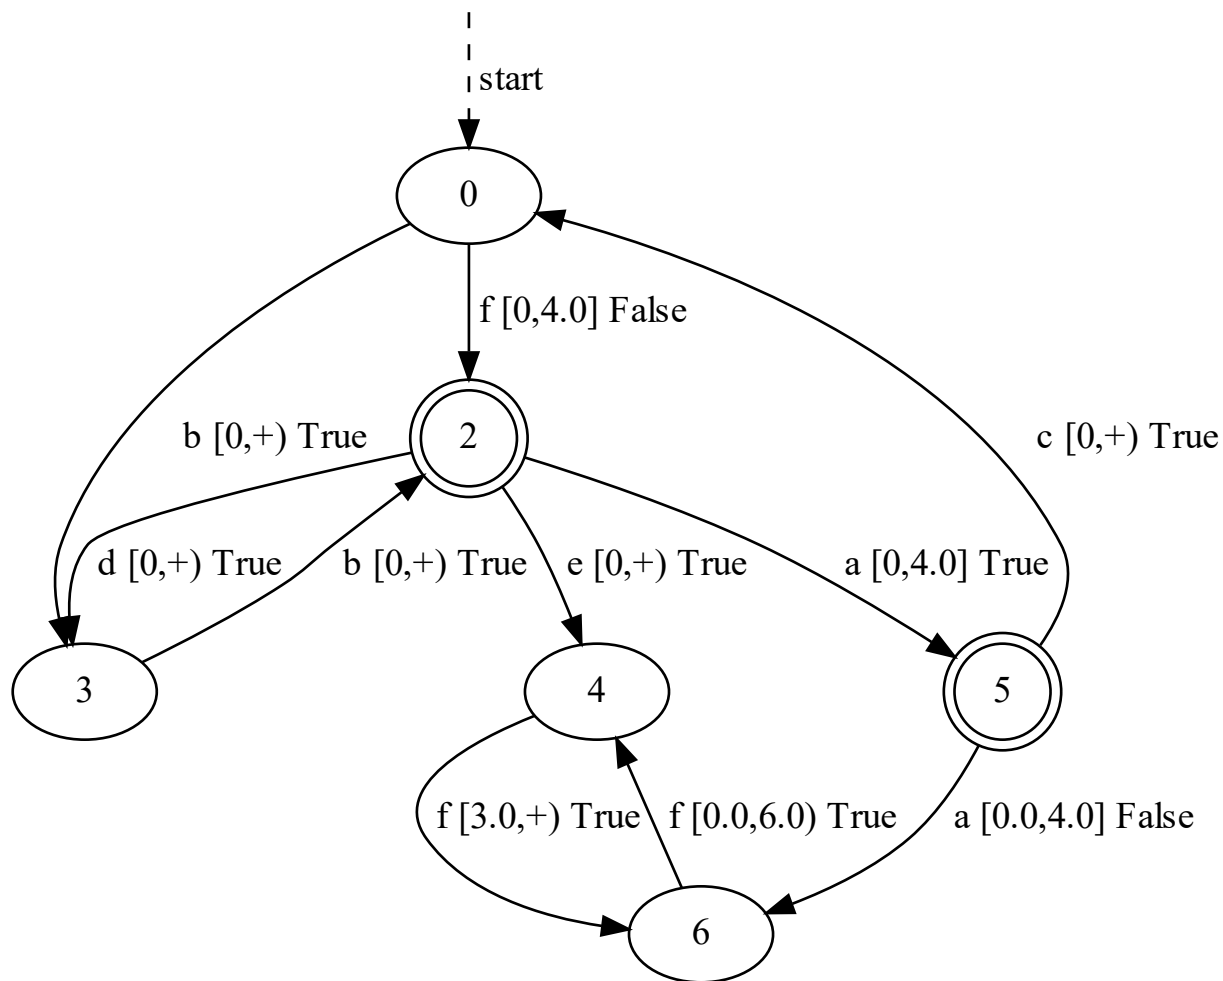 start
0
f [0,4.0] False
b [0,+) True
2
c [0,+) True
d [0,+) True
b [0,+) True
e [0,+) True
a [0,4.0] True
3
4
5
f [3.0,+) True
f [0.0,6.0) True
a [0.0,4.0] False
6